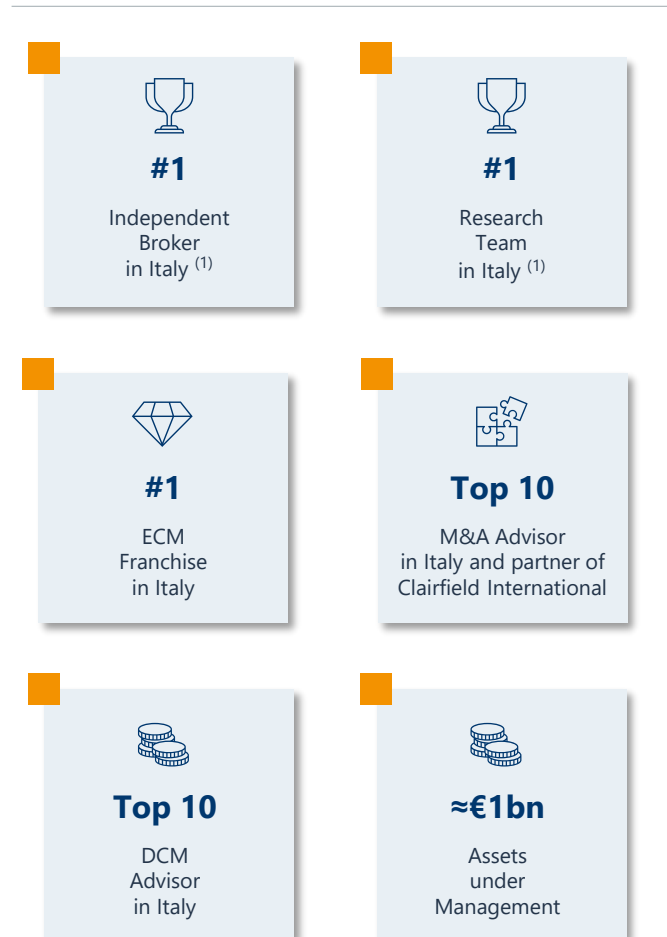 #1
Independent
Broker
in Italy (1)
#1
Research
Team
in Italy (1)
#1
ECM
Franchise
in Italy
Top 10
M&A Advisor
in Italy and partner of
Clairfield International
Top 10
DCM
Advisor
in Italy
≈€1bn
Assets
under
Management